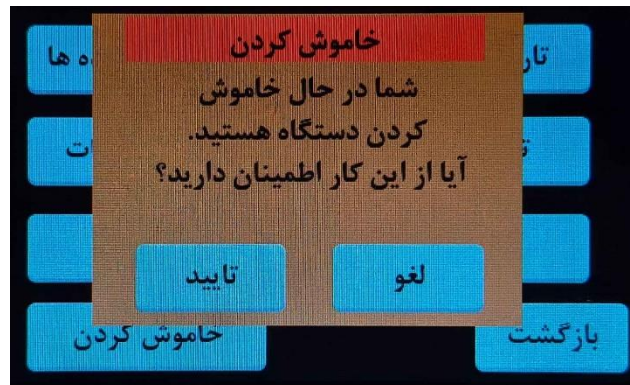 خاموش کردن
شما در حال خاموش
کردن دستگاه هستید.
آیا از این کار اطمینان دارید؟
لغو
تایید
بازگشت
خاموش کردن